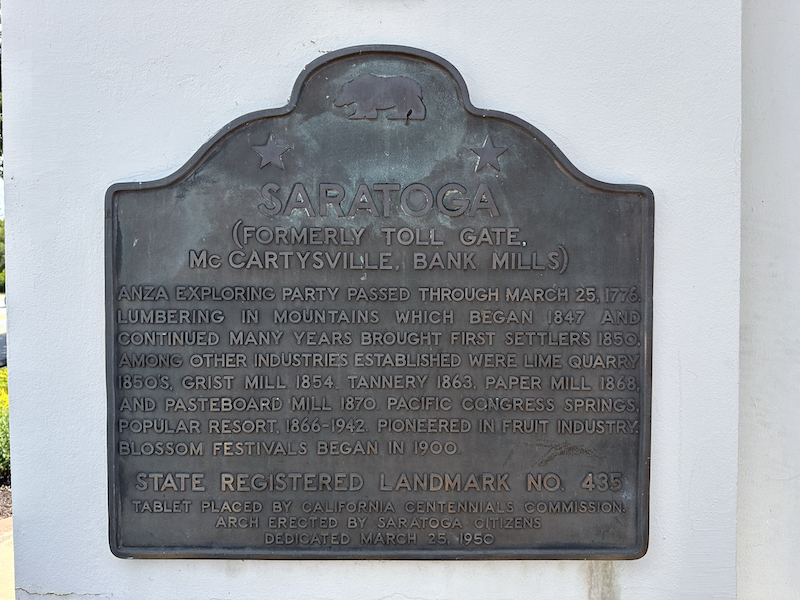 SARATOGA
(FORMERLY TOLL GATE,
McCARTYSVILLE, BANK MILLS)
ANZA EXPLORING PARTY PASSED THROUGH MARCH 25, 1776.
LUMBERING IN MOUNTAINS WHICH BEGAN 1847 AND
CONTINUED MANY YEARS BROUGHT FIRST SETTLERS 1850.
AMONG OTHER INDUSTRIES ESTABLISHED WERE LIME QUARRY
1850'S, GRIST MILL 1854, TANNERY 1863, PAPER MILL 1868,
AND PASTEBOARD MILL 1870. PACIFIC CONGRESS SPRINGS,
POPULAR RESORT, 1866-1942. PIONEERED IN FRUIT INDUSTRY.
BLOSSOM FESTIVALS BEGAN IN 1900.
STATE REGISTERED LANDMARK NO. 435
TABLET PLACED BY CALIFORNIA CENTENNIALS COMMISSION.
ARCH ERECTED BY SARATOGA CITIZENS
DEDICATED MARCH 25, 1950